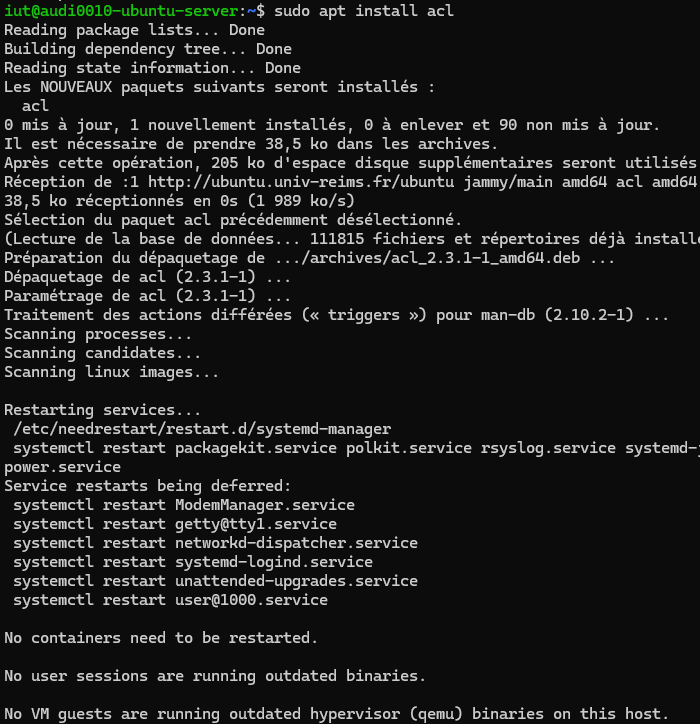 iut@audi0010-ubuntu-server:~$ sudo apt install acl
Reading package lists... Done
Building dependency tree... Done
Reading state information... Done
Les NOUVEAUX paquets suivants seront installés :
  acl
0 mis à jour, 1 nouvellement installés, 0 à enlever et 90 non mis à jour.
Il est nécessaire de prendre 38,5 ko dans les archives.
Après cette opération, 205 ko d'espace disque supplémentaires seront utilisés
Réception de :1 http://ubuntu.univ-reims.fr/ubuntu jammy/main amd64 acl amd64
38,5 ko réceptionnés en 0s (1 989 ko/s)
Sélection du paquet acl précédemment désélectionné.
(Lecture de la base de données... 111815 fichiers et répertoires déjà install
Préparation du dépaquetage de .../archives/acl_2.3.1-1_amd64.deb ...
Dépaquetage de acl (2.3.1-1) ...
Paramétrage de acl (2.3.1-1) ...
Traitement des actions différées (« triggers ») pour man-db (2.10.2-1) ...
Scanning processes...
Scanning candidates...
Scanning linux images...

Restarting services...
 /etc/needrestart/restart.d/systemd-manager
 systemctl restart packagekit.service polkit.service rsyslog.service systemd-
power.service
Service restarts being deferred:
 systemctl restart ModemManager.service
 systemctl restart getty@tty1.service
 systemctl restart networkd-dispatcher.service
 systemctl restart systemd-logind.service
 systemctl restart unattended-upgrades.service
 systemctl restart user@1000.service

No containers need to be restarted.

No user sessions are running outdated binaries.

No VM guests are running outdated hypervisor (qemu) binaries on this host.